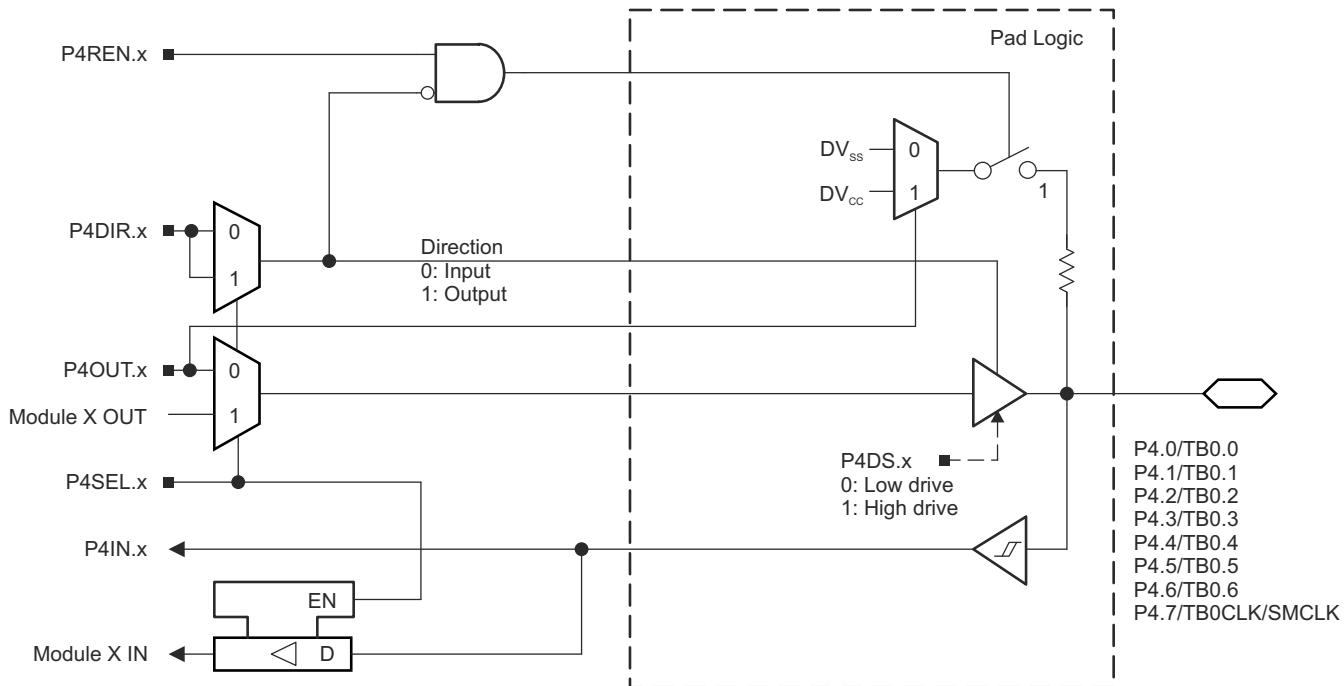 Pad Logic
P4REN.x
DVSS
0
DVCC
1
1
P4DIR.x
0
1
Direction
0: Input
1: Output
P4OUT.x
0
Module X OUT
1
P4DS.x
0: Low drive
1: High drive
P4SEL.x
P4IN.x
EN
D
Module X IN
P4.0/TB0.0
P4.1/TB0.1
P4.2/TB0.2
P4.3/TB0.3
P4.4/TB0.4
P4.5/TB0.5
P4.6/TB0.6
P4.7/TB0CLK/SMCLK